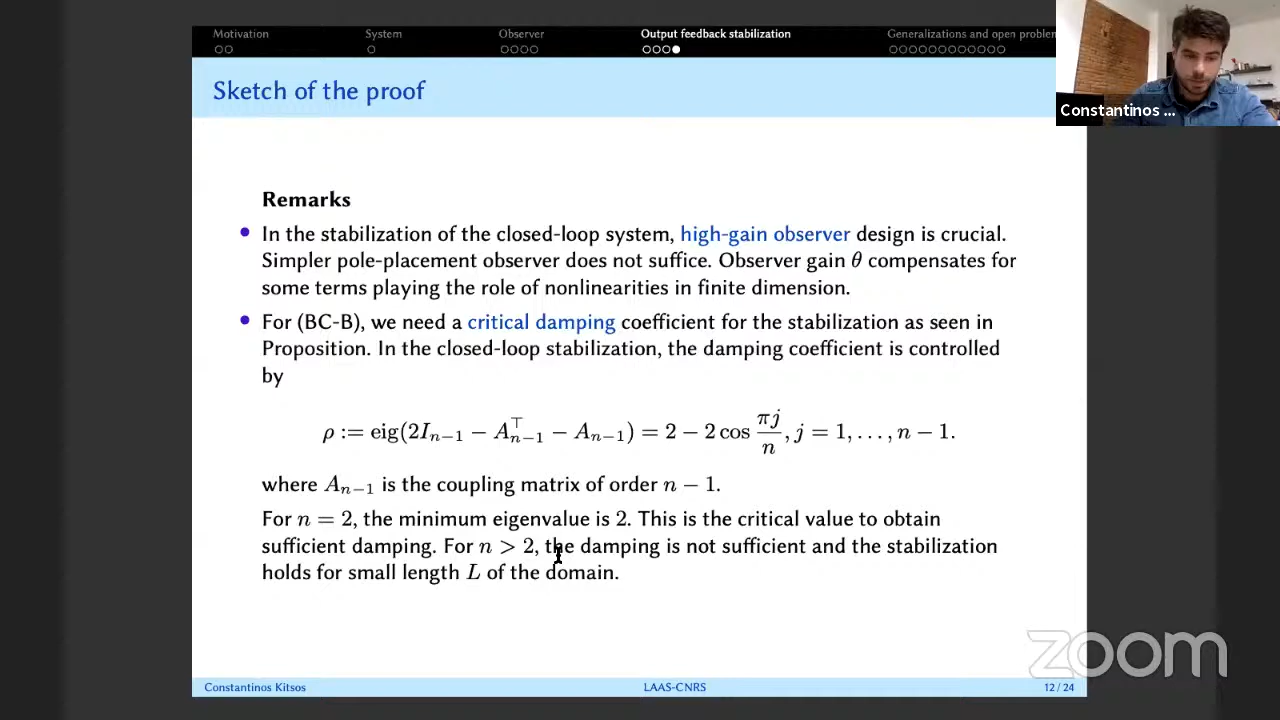 Motivation System Observer Output feedback stabilization Generalizations and open problem
Constantinos ...
Sketch of the proof
Remarks
• In the stabilization of the closed-loop system, high-gain observer design is crucial.
Simpler pole-placement observer does not suffice. Observer gain θ compensates for
some terms playing the role of nonlinearities in finite dimension.
• For (BC-B), we need a critical damping coefficient for the stabilization as seen in
Proposition. In the closed-loop stabilization, the damping coefficient is controlled
by
ρ := eig(2I_{n−1} − A_{n−1}^⊤ − A_{n−1}) = 2 − 2 cos πj/n, j = 1, . . . , n − 1.
where A_{n−1} is the coupling matrix of order n − 1.
For n = 2, the minimum eigenvalue is 2. This is the critical value to obtain
sufficient damping. For n > 2, the damping is not sufficient and the stabilization
holds for small length L of the domain.
zoom
Constantinos Kitsos LAAS-CNRS 12 / 24